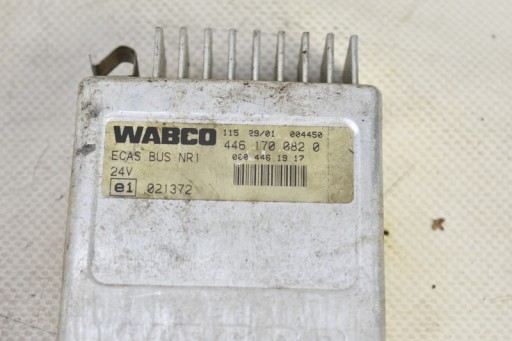 WABCO 115 29/01 004450
446 170 082 0
ECAS BUS NR1 060 446 19 17
24V
e1 021372